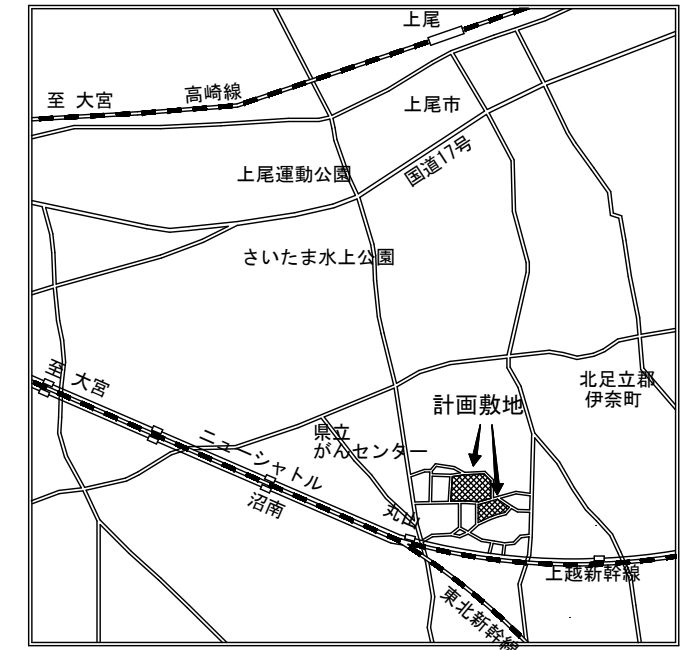 上尾
至 大宮
高崎線
上尾市
国道17号
上尾運動公園
さいたま水上公園
至 大宮
北足立郡
伊奈町
計画敷地
県立
がんセンター
ニューシャトル
沼南
丸山
上越新幹線
東北新幹線